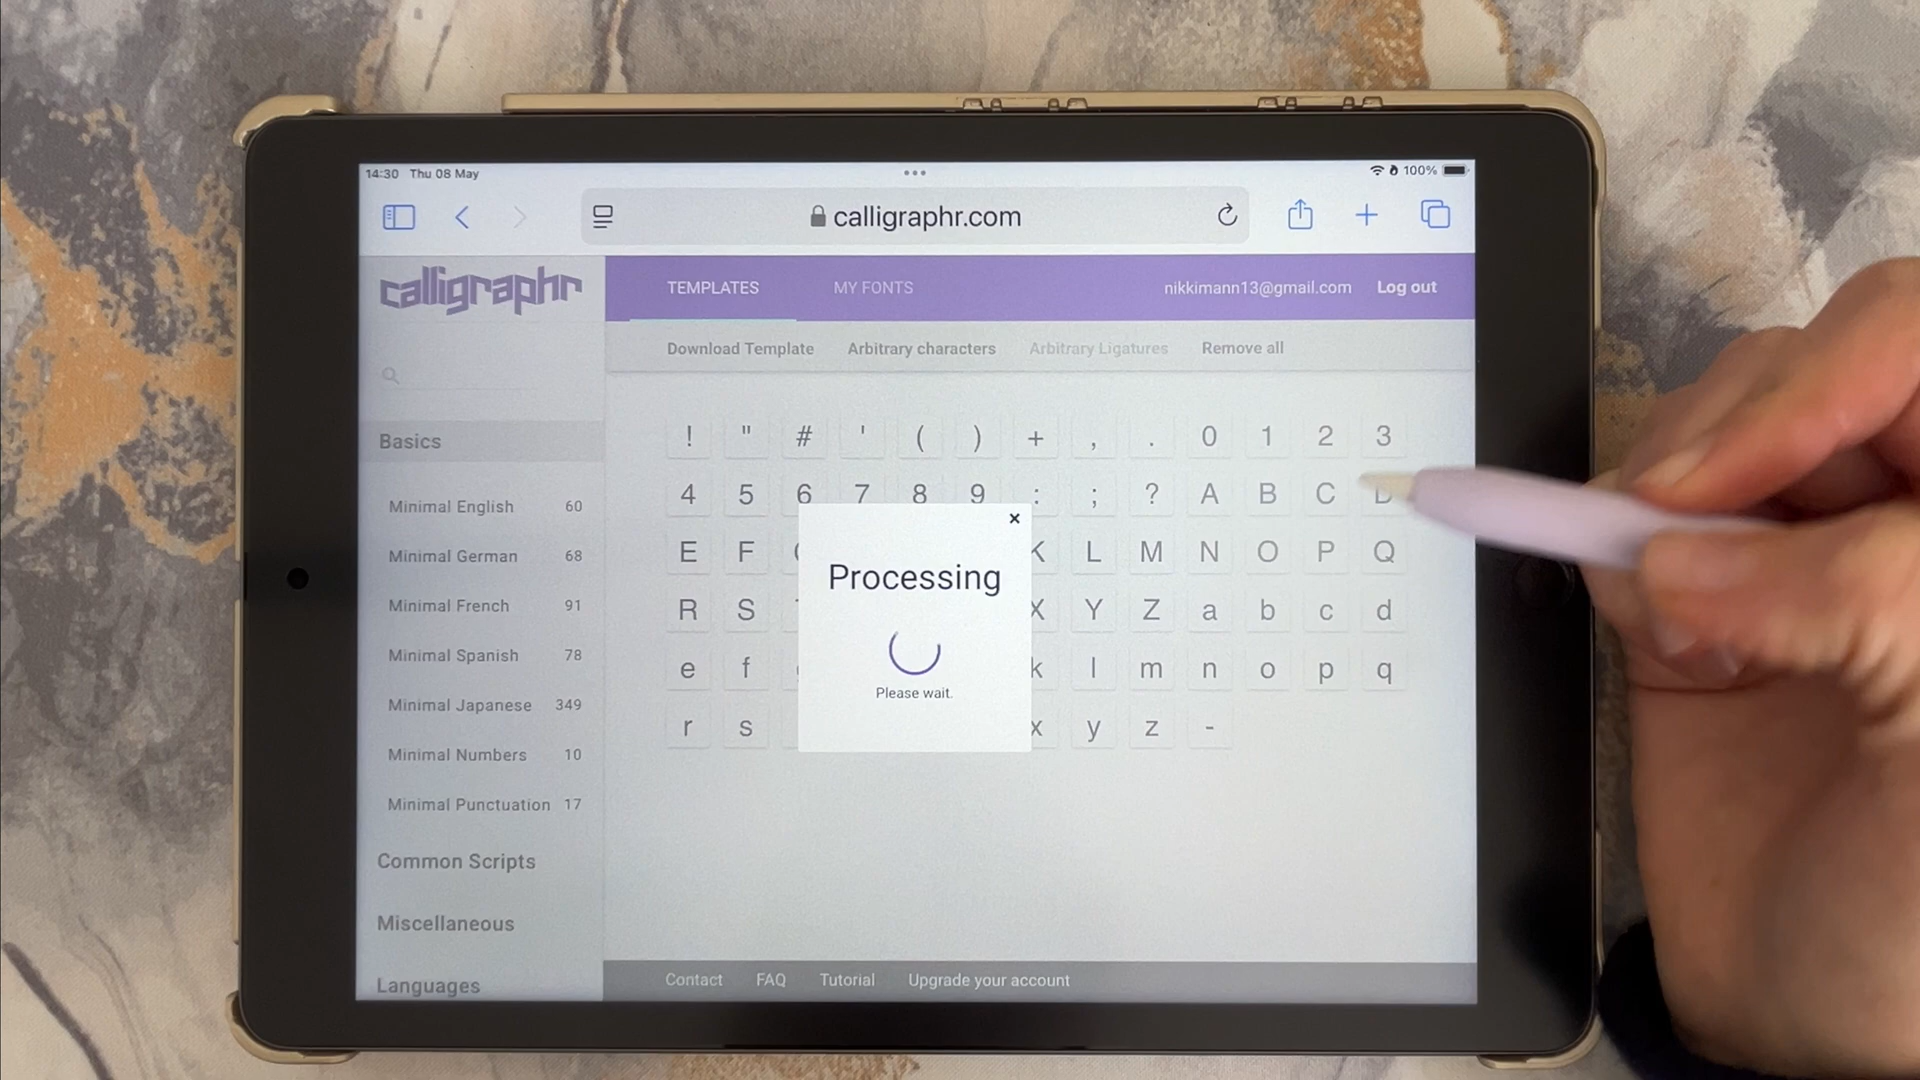 14:30 Thu 08 May
100%
calligraphr.com
calligraphr
TEMPLATES MY FONTS nikkimann13@gmail.com Log out
Download Template Arbitrary characters Arbitrary Ligatures Remove all
Basics
Minimal English 60
Minimal German 68
Minimal French 91
Minimal Spanish 78
Minimal Japanese 349
Minimal Numbers 10
Minimal Punctuation 17
Common Scripts
Miscellaneous
Languages
! " # ' ( ) + , . 0 1 2 3
4 5 6 7 8 9 : ; ? A B C D
E F K L M N O P Q
R S X Y Z a b c d
e f k l m n o p q
r s x y z -
×
Processing
Please wait.
Contact FAQ Tutorial Upgrade your account